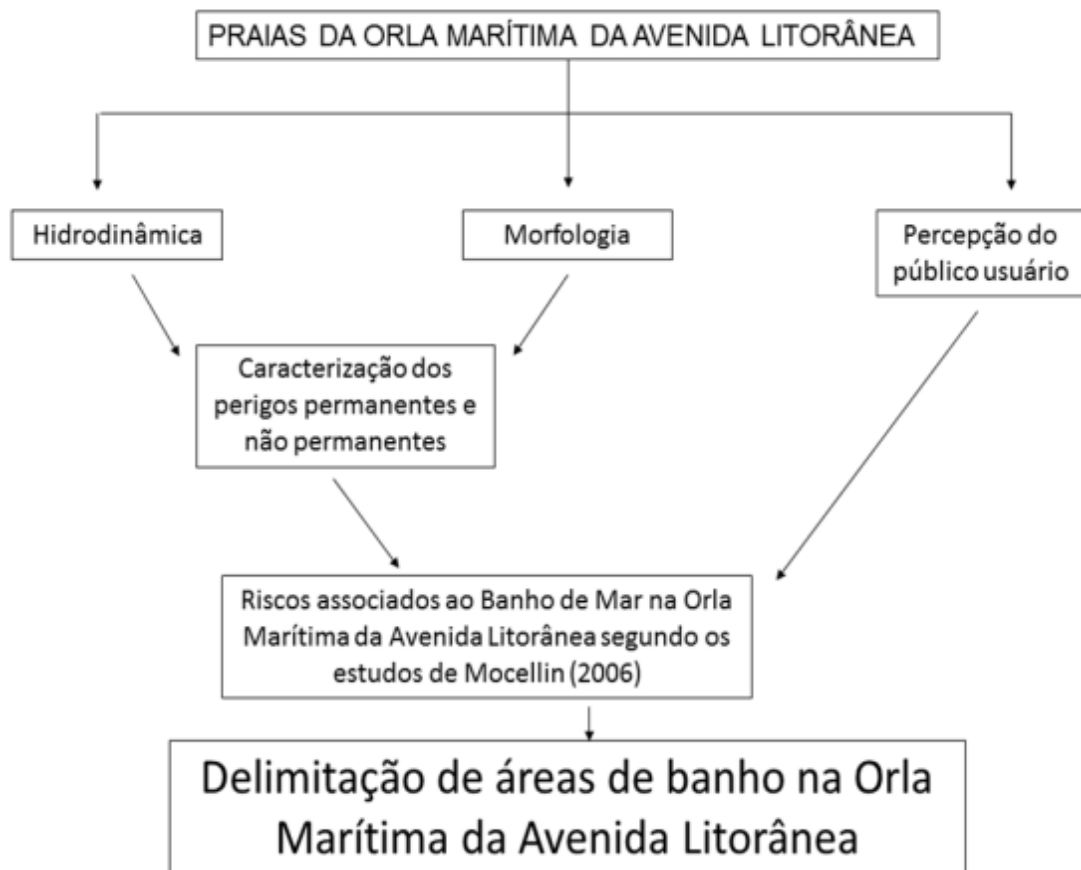 PRAIAS DA ORLA MARÍTIMA DA AVENIDA LITORÂNEA
Hidrodinâmica
Morfologia
Percepção do
público usuário
Caracterização dos
perigos permanentes e
não permanentes
Riscos associados ao Banho de Mar na Orla
Marítima da Avenida Litorânea segundo os
estudos de Mocellin (2006)
Delimitação de áreas de banho na Orla
Marítima da Avenida Litorânea